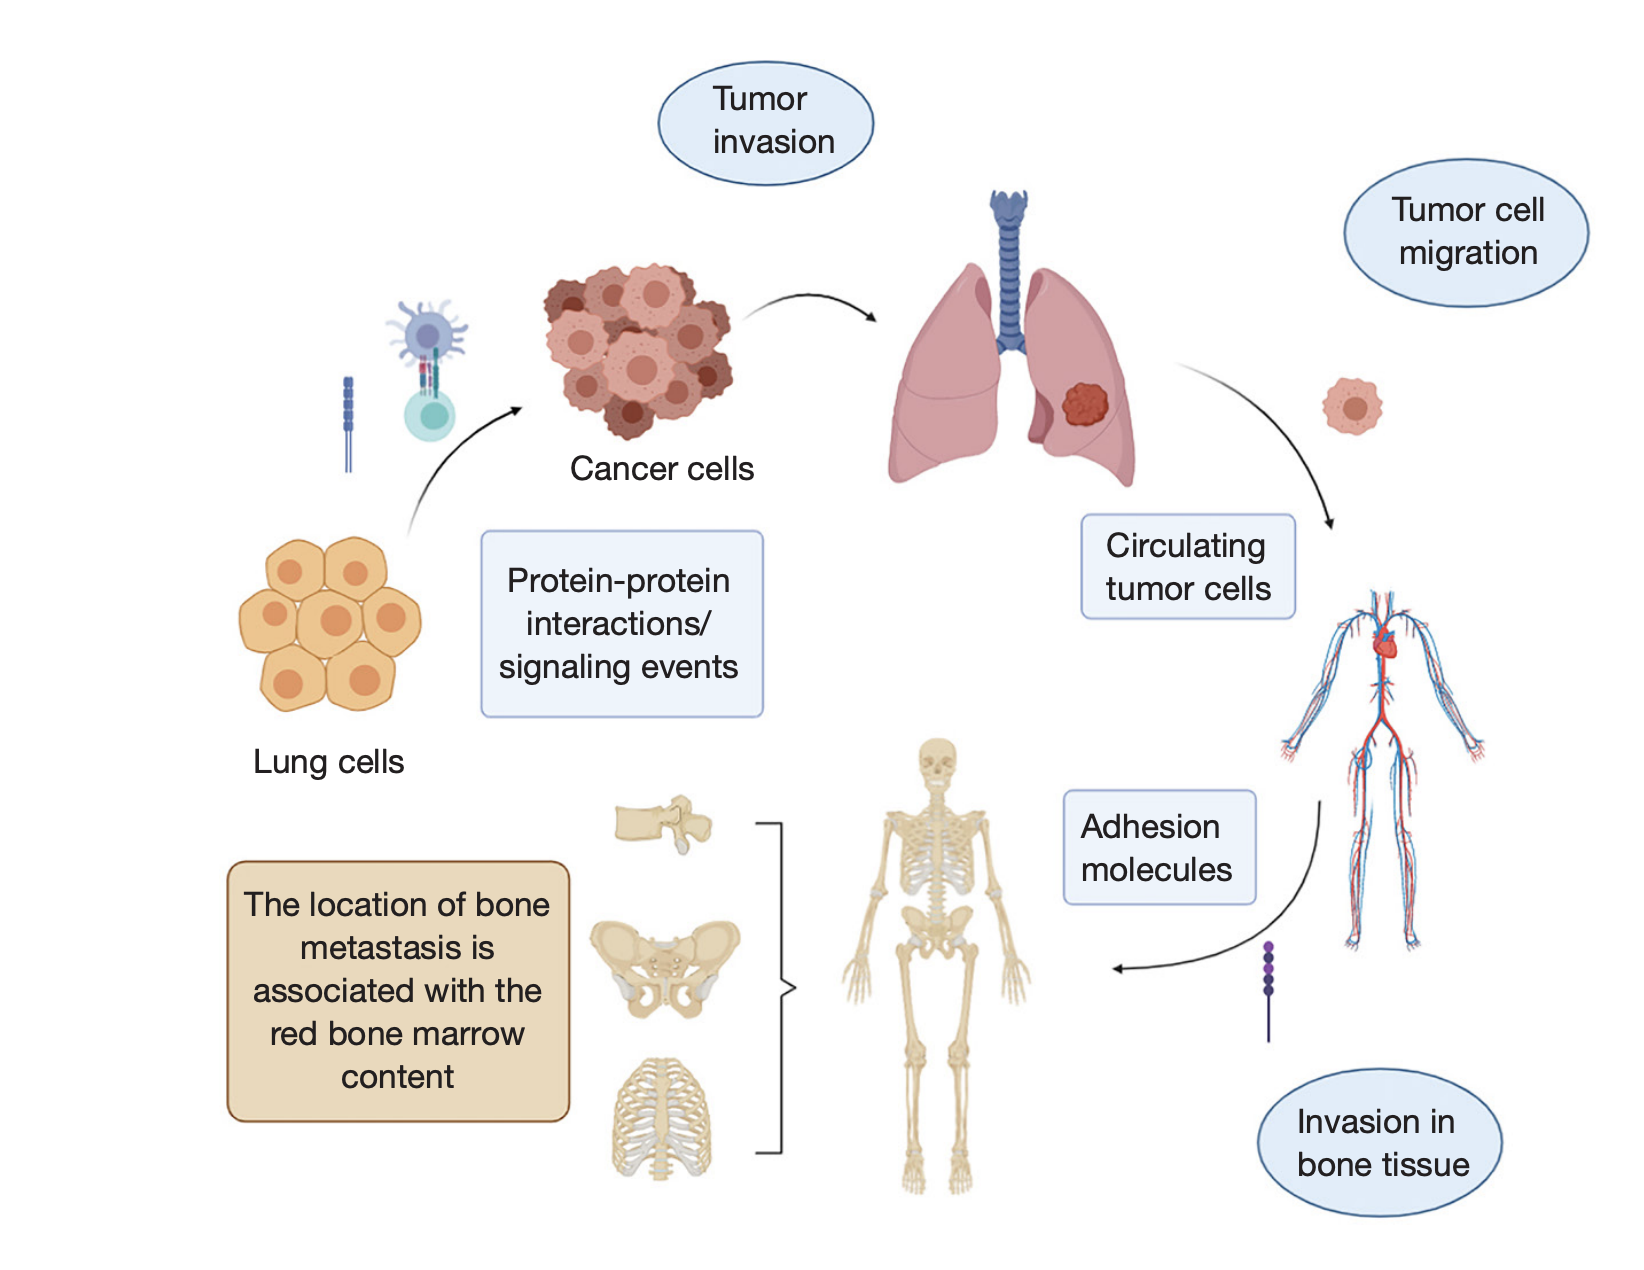 Tumor
invasion
Tumor cell
migration
Cancer cells
Protein-protein
interactions/
signaling events
Circulating
tumor cells
Lung cells
Adhesion
molecules
The location of bone
metastasis is
associated with the
red bone marrow
content
Invasion in
bone tissue